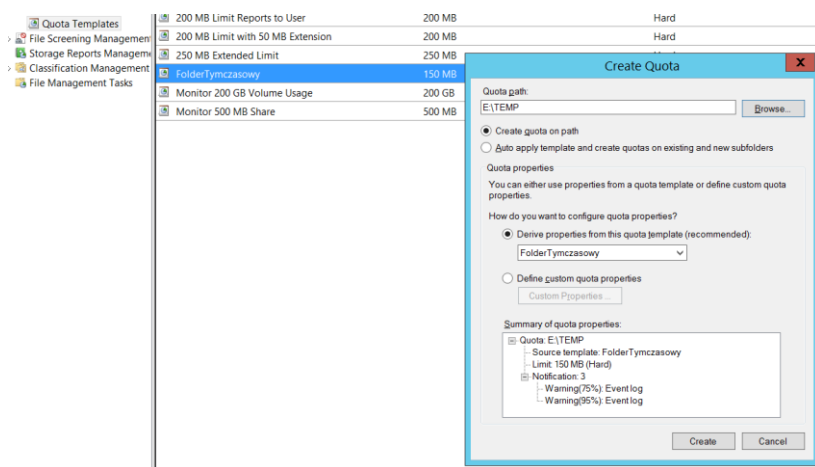 Quota Templates
File Screening Managemen
Storage Reports Manageme
Classification Management
File Management Tasks
200 MB Limit Reports to User 200 MB Hard
200 MB Limit with 50 MB Extension 200 MB Hard
250 MB Extended Limit 250 MB
FolderTymczasowy 150 MB
Monitor 200 GB Volume Usage 200 GB
Monitor 500 MB Share 500 MB
Create Quota
X
Quota path:
E:\TEMP Browse...
Create quota on path
Auto apply template and create quotas on existing and new subfolders
Quota properties
You can either use properties from a quota template or define custom quota
properties.
How do you want to configure quota properties?
Derive properties from this quota template (recommended):
FolderTymczasowy
Define custom quota properties
Custom Properties ...
Summary of quota properties:
Quota: E:\TEMP
Source template: FolderTymczasowy
Limit: 150 MB (Hard)
Notification: 3
Warning(75%): Event log
Warning(95%): Event log
Create Cancel